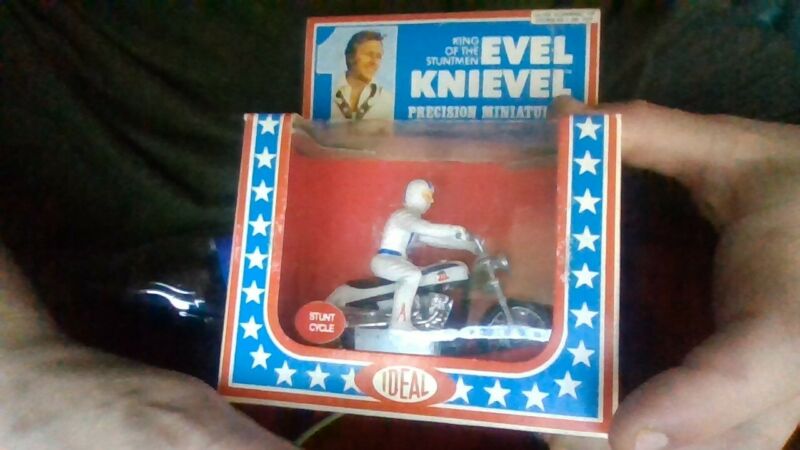 KING
OF THE
STUNTMEN
EVEL
KNIEVEL
PRECISION MINIATU
STUNT
CYCLE
IDEAL